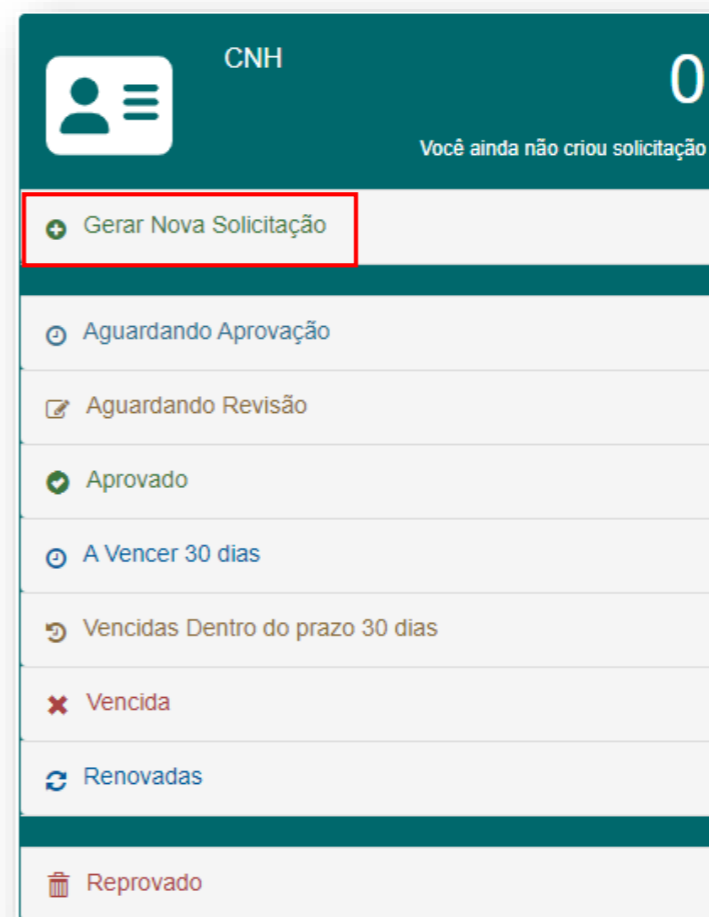 CNH
0
Você ainda não criou solicitação
Gerar Nova Solicitação
Aguardando Aprovação
Aguardando Revisão
Aprovado
A Vencer 30 dias
Vencidas Dentro do prazo 30 dias
Vencida
Renovadas
Reprovado